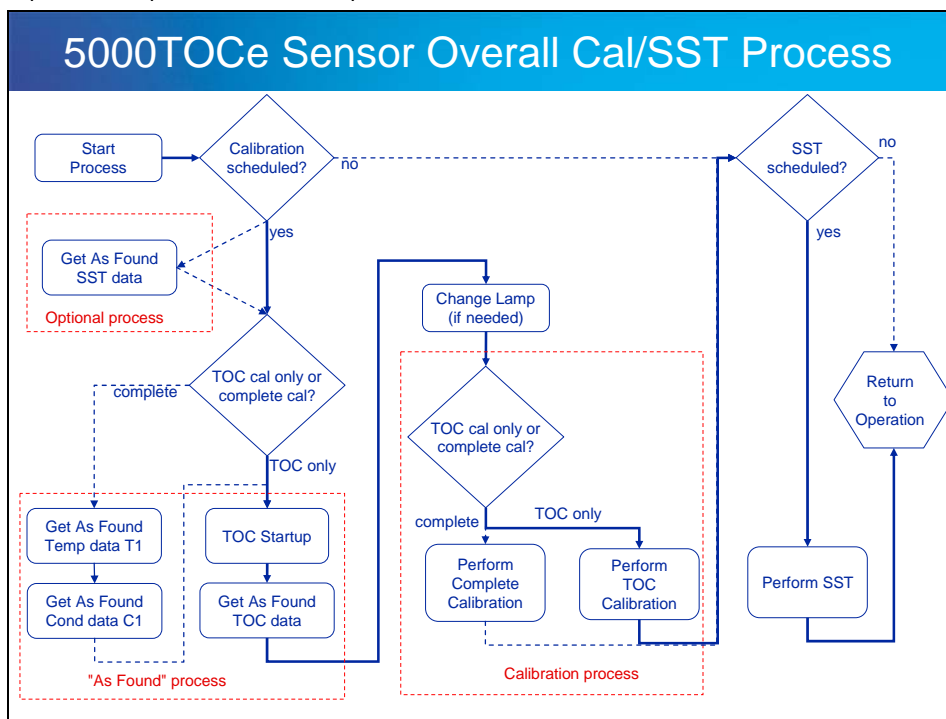 5000TOCe Sensor Overall Cal/SST Process
Start
Process
Calibration
scheduled?
no
SST
scheduled?
no
yes
yes
Get As Found
SST data
Optional process
Change Lamp
(if needed)
TOC cal only or
complete cal?
complete
TOC only
TOC cal only or
complete cal?
Return
to
Operation
complete
TOC only
Get As Found
Temp data T1
TOC Startup
Get As Found
Cond data C1
Get As Found
TOC data
Perform
Complete
Calibration
Perform
TOC
Calibration
Perform SST
"As Found" process
Calibration process